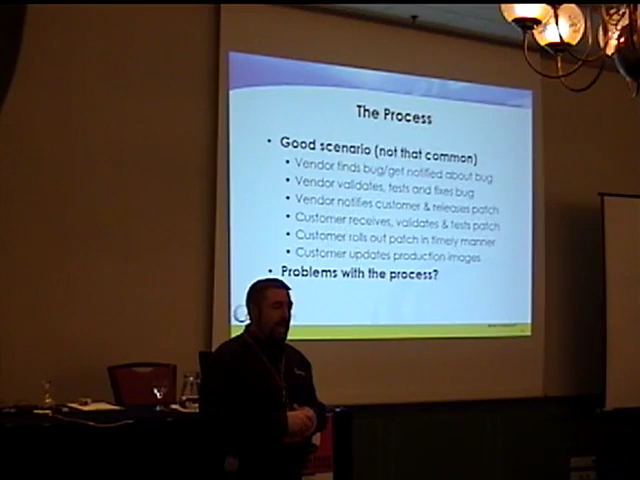 The Process
• Good scenario (not that common)
• Vendor finds bug/get notified about bug
• Vendor validates, tests and fixes bug
• Vendor notifies customer & releases patch
• Customer receives, validates & tests patch
• Customer rolls out patch in timely manner
• Customer updates production images
• Problems with the process?